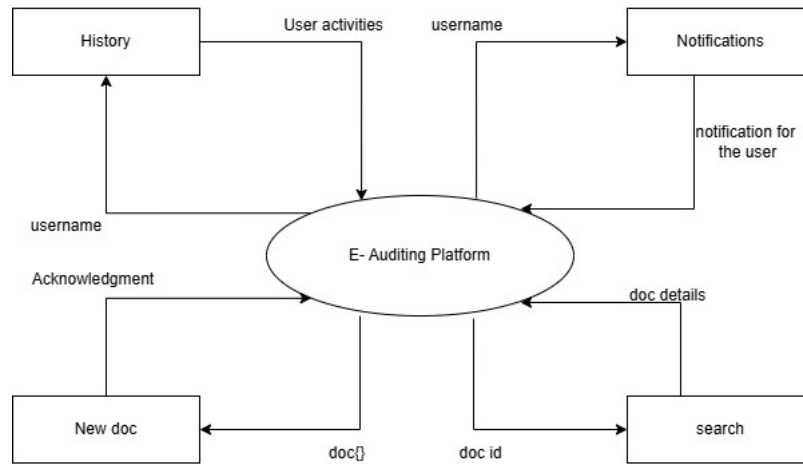 User activities
username
History
Notifications
notification for
the user
username
E- Auditing Platform
Acknowledgment
doc details
New doc
search
doc{}
doc id